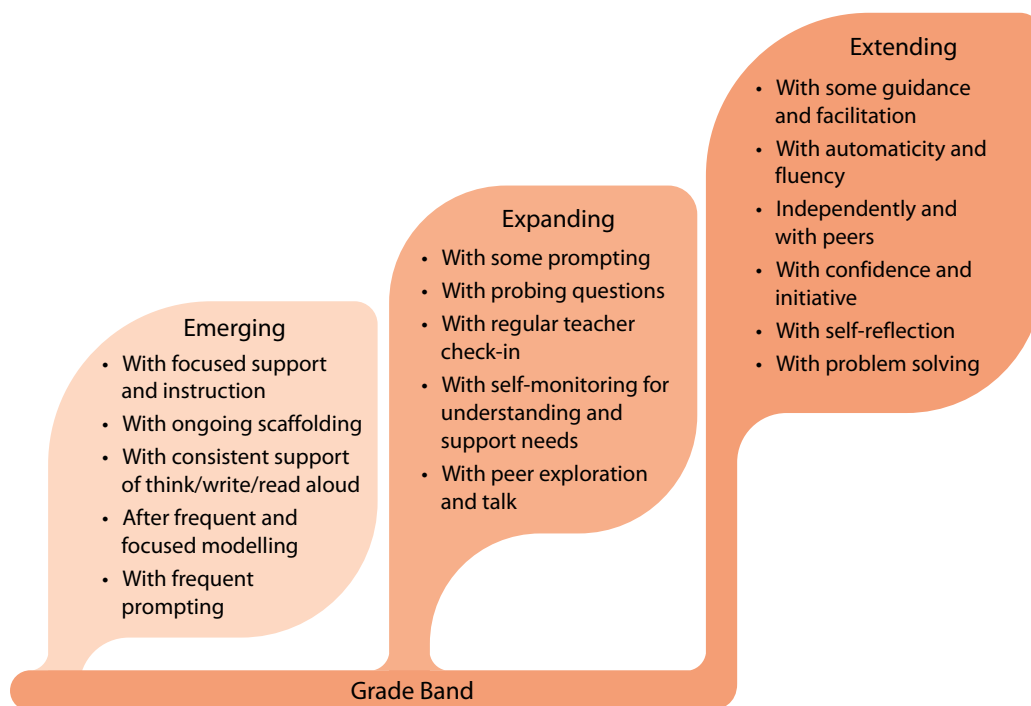 Emerging
• With focused support
and instruction
• With ongoing scaffolding
• With consistent support
of think/write/read aloud
• After frequent and
focused modelling
• With frequent
prompting
Expanding
• With some prompting
• With probing questions
• With regular teacher
check-in
• With self-monitoring for
understanding and
support needs
• With peer exploration
and talk
Extending
• With some guidance
and facilitation
• With automaticity and
fluency
• Independently and
with peers
• With confidence and
initiative
• With self-reflection
• With problem solving
Grade Band